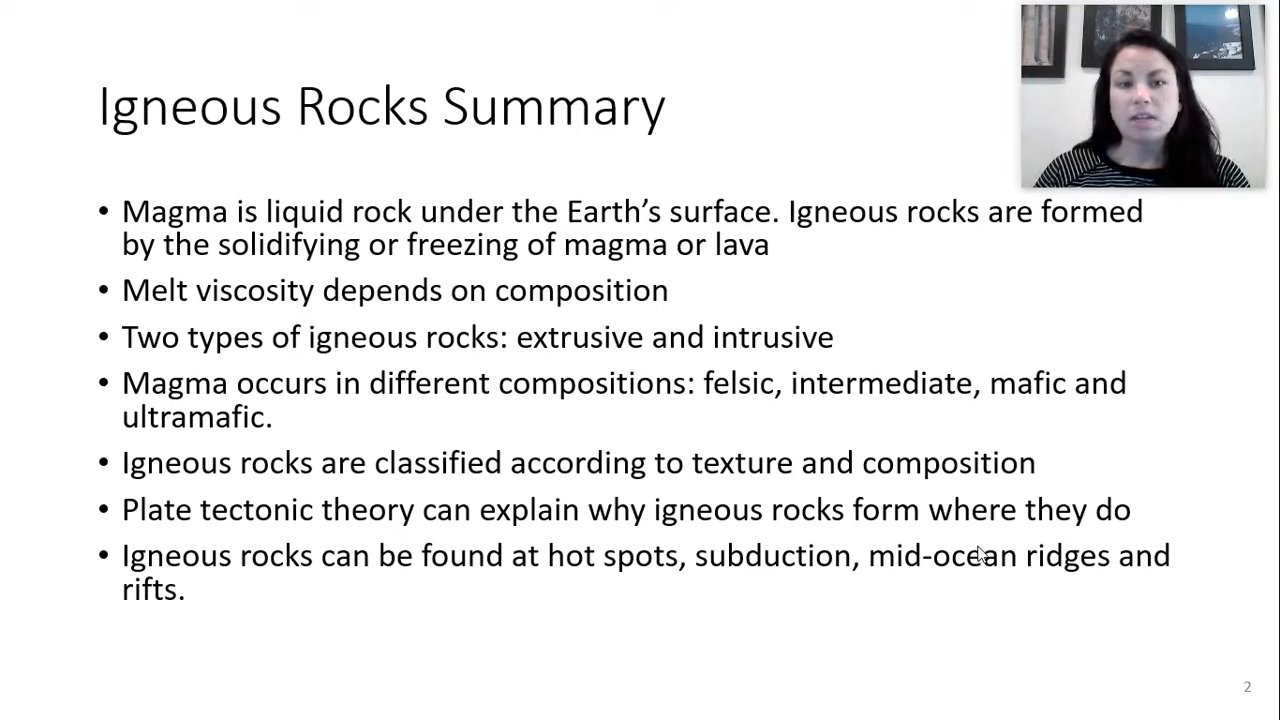 Igneous Rocks Summary
• Magma is liquid rock under the Earth’s surface. Igneous rocks are formed
by the solidifying or freezing of magma or lava
• Melt viscosity depends on composition
• Two types of igneous rocks: extrusive and intrusive
• Magma occurs in different compositions: felsic, intermediate, mafic and
ultramafic.
• Igneous rocks are classified according to texture and composition
• Plate tectonic theory can explain why igneous rocks form where they do
• Igneous rocks can be found at hot spots, subduction, mid-ocean ridges and
rifts.
2